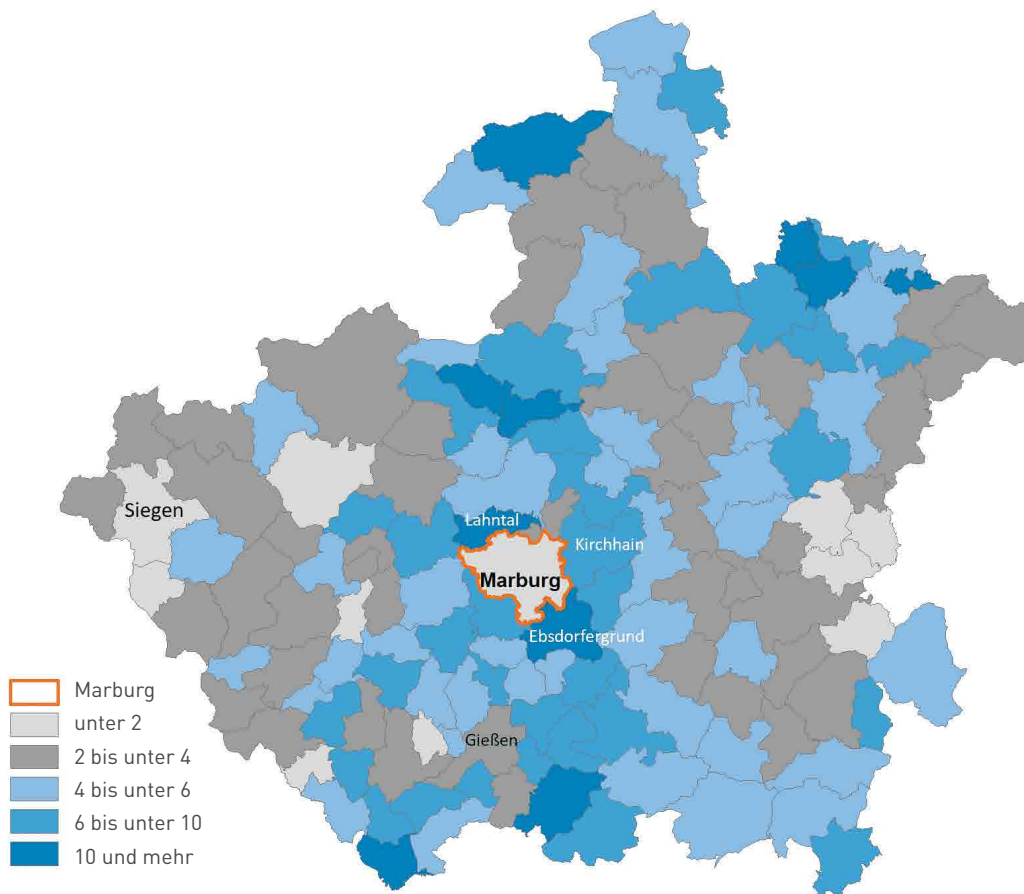 Siegen
Lahntal
Kirchhain
Marburg
Ebsdorfergrund
Gießen
Marburg
unter 2
2 bis unter 4
4 bis unter 6
6 bis unter 10
10 und mehr